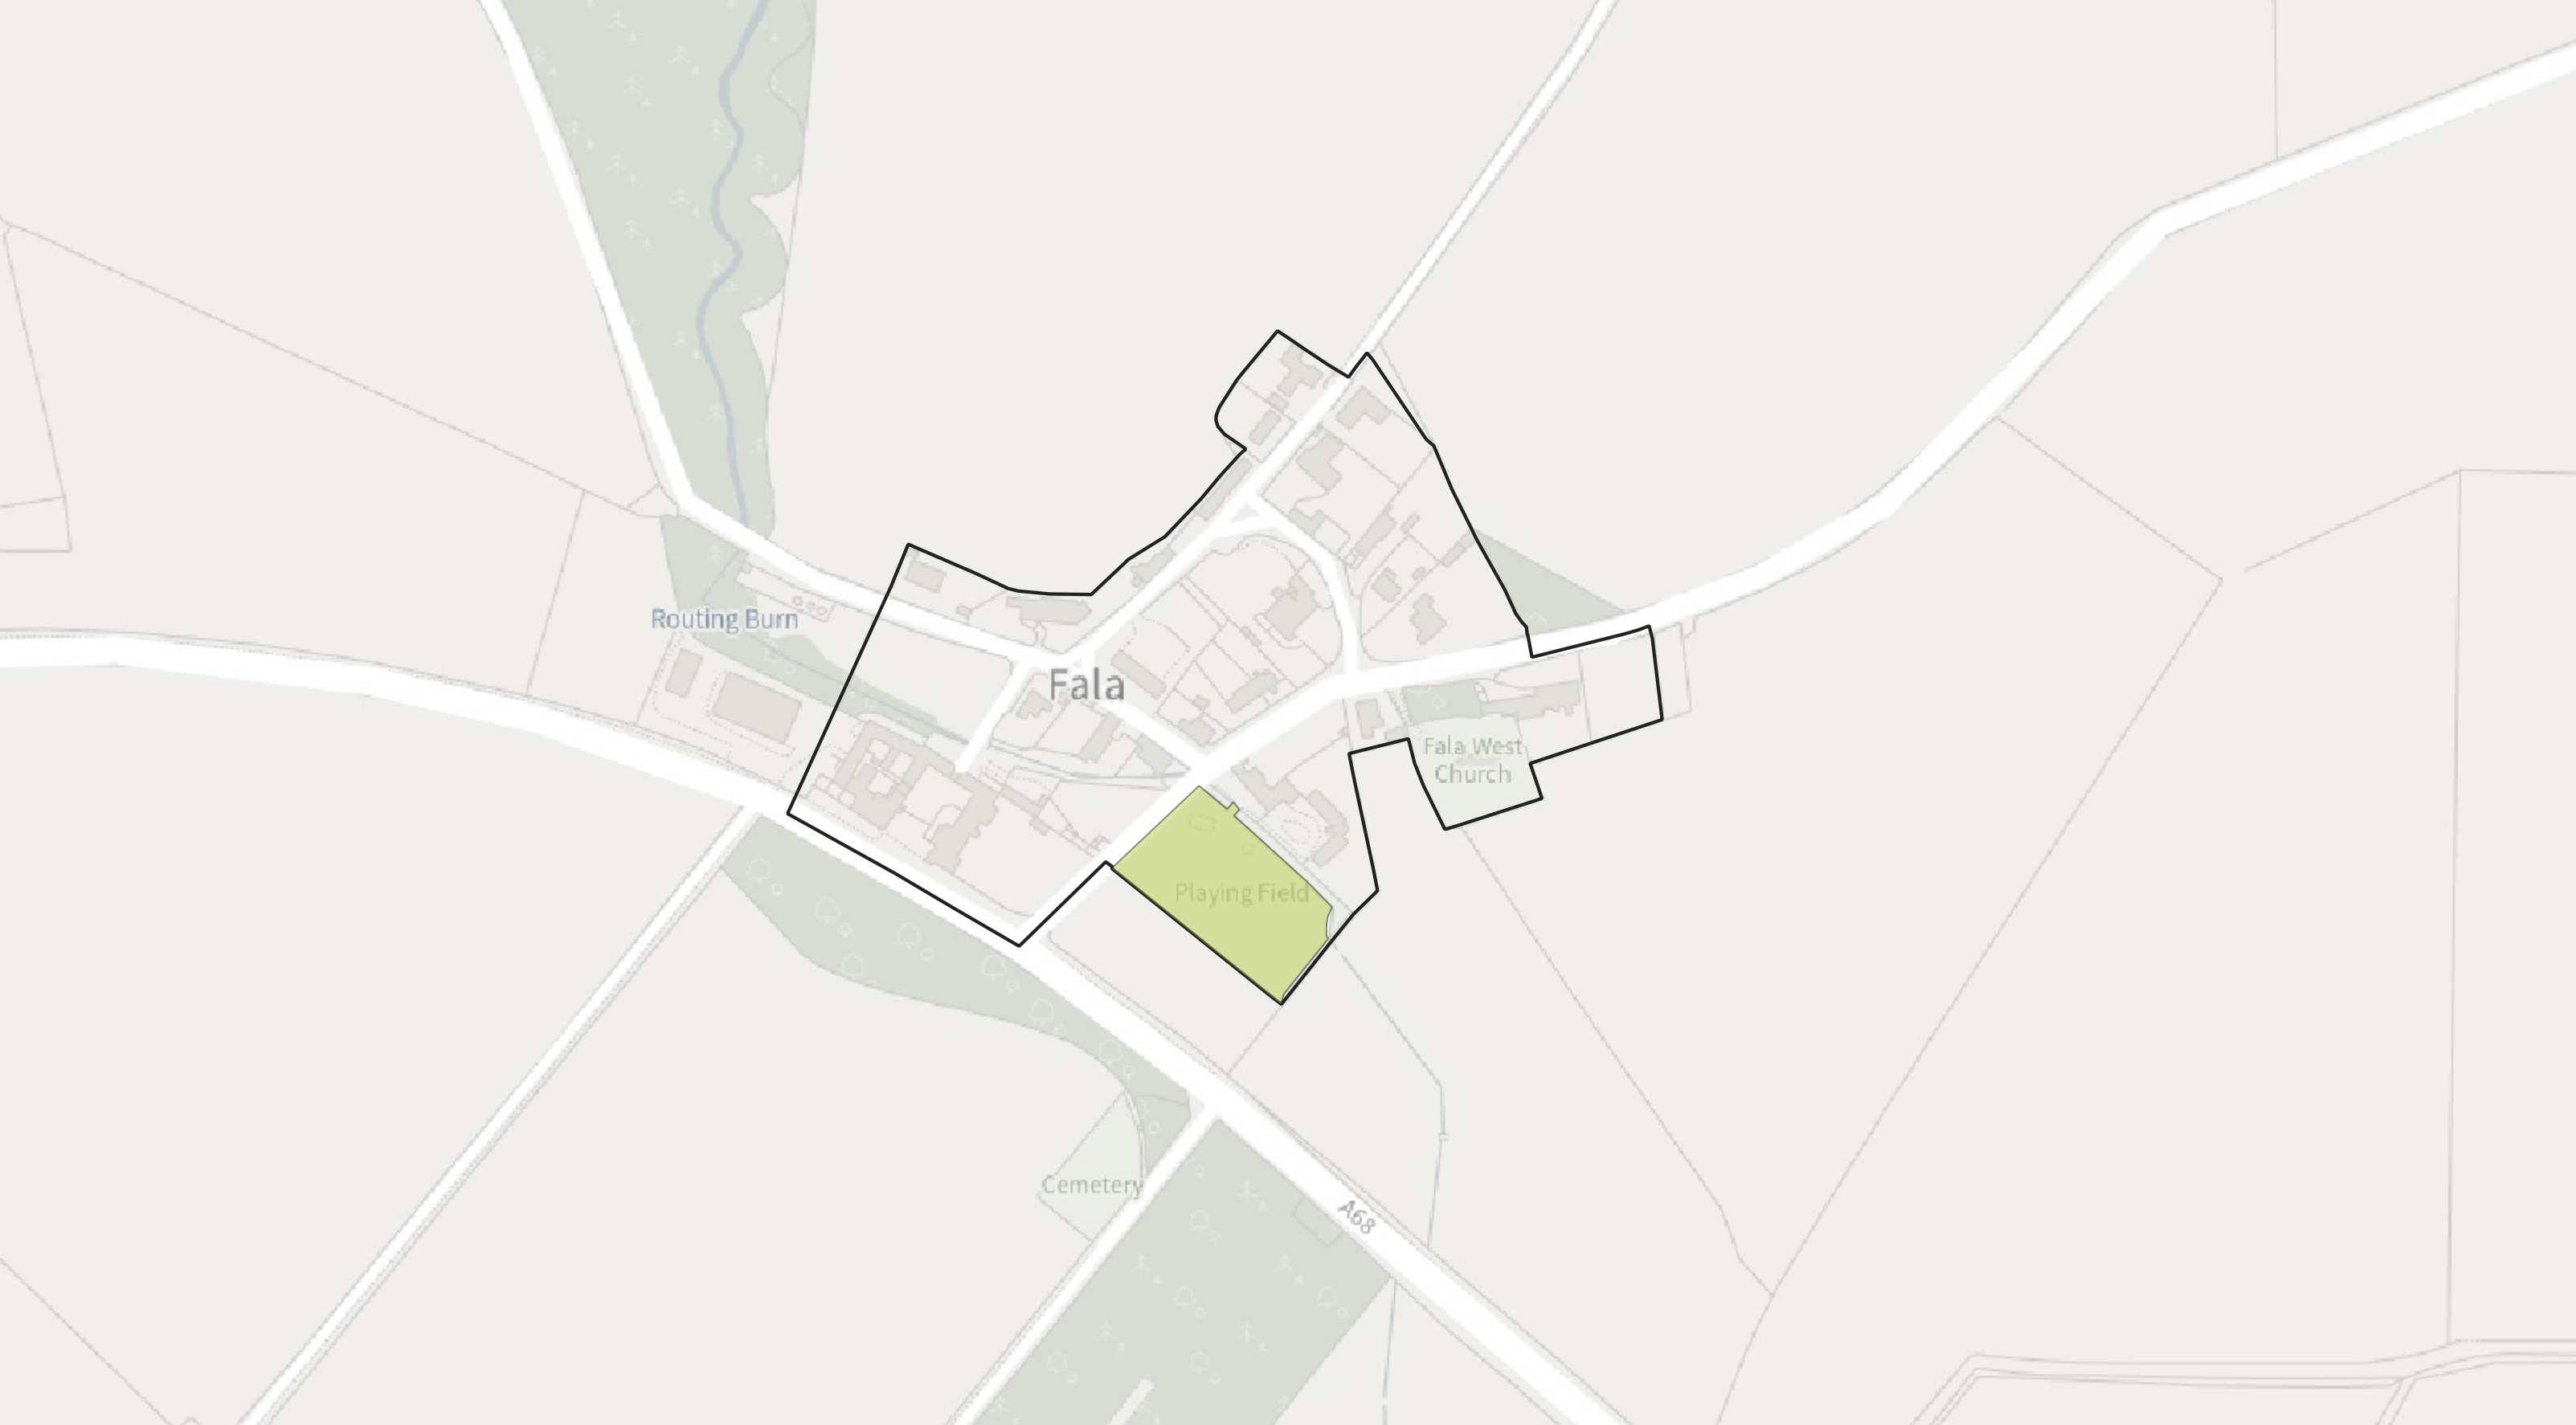 Routing Burn
Fala
Fala West
Church
Playing Field
Cemetery
A68